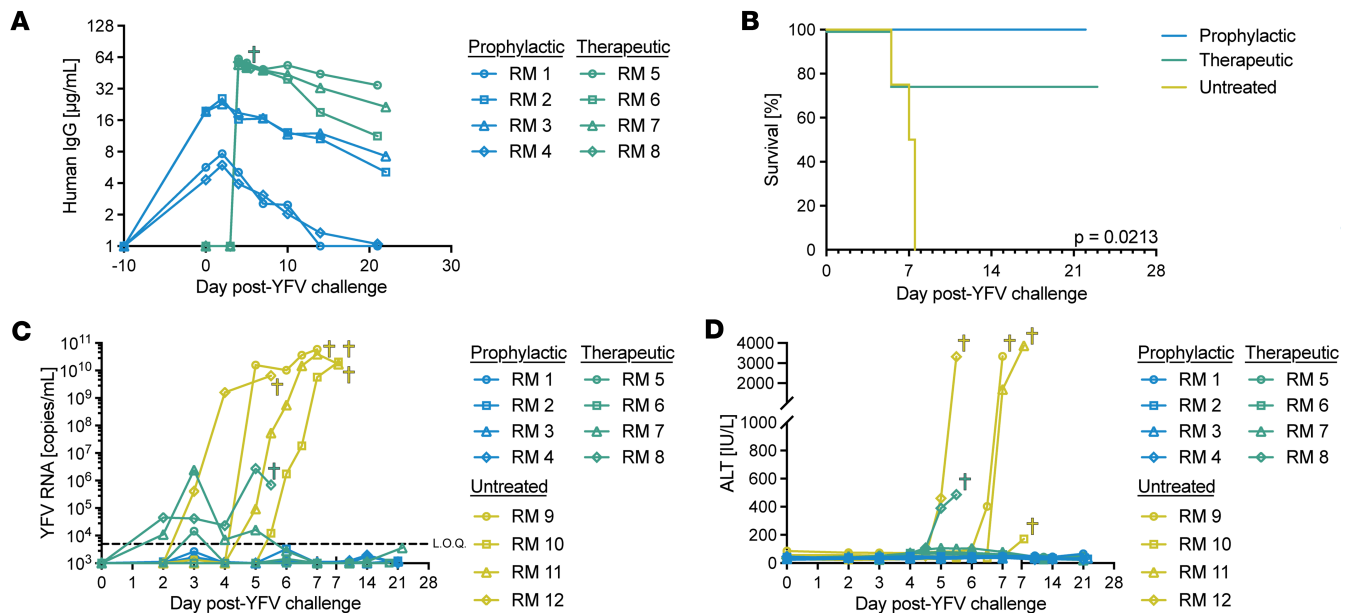 A
128
64
32
16
8
4
2
1
-10
0
10
20
30
Human IgG [µg/mL]
Day post-YFV challenge
Prophylactic Therapeutic
RM 1 RM 5
RM 2 RM 6
RM 3 RM 7
RM 4 RM 8
B
100
80
60
40
20
0
0
7
14
21
28
Survival [%]
Day post-YFV challenge
p = 0.0213
Prophylactic
Therapeutic
Untreated
C
10¹¹
10¹⁰
10⁹
10⁸
10⁷
10⁶
10⁵
10⁴
10³
0 1 2 3 4 5 6 7 7 14 21 28
YFV RNA [copies/mL]
Day post-YFV challenge
L.O.Q.
Prophylactic Therapeutic
RM 1 RM 5
RM 2 RM 6
RM 3 RM 7
RM 4 RM 8
Untreated
RM 9
RM 10
RM 11
RM 12
D
4000
3000
2000
1000
800
600
400
200
0
0 1 2 3 4 5 6 7 7 14 21 28
ALT [IU/L]
Day post-YFV challenge
Prophylactic Therapeutic
RM 1 RM 5
RM 2 RM 6
RM 3 RM 7
RM 4 RM 8
Untreated
RM 9
RM 10
RM 11
RM 12